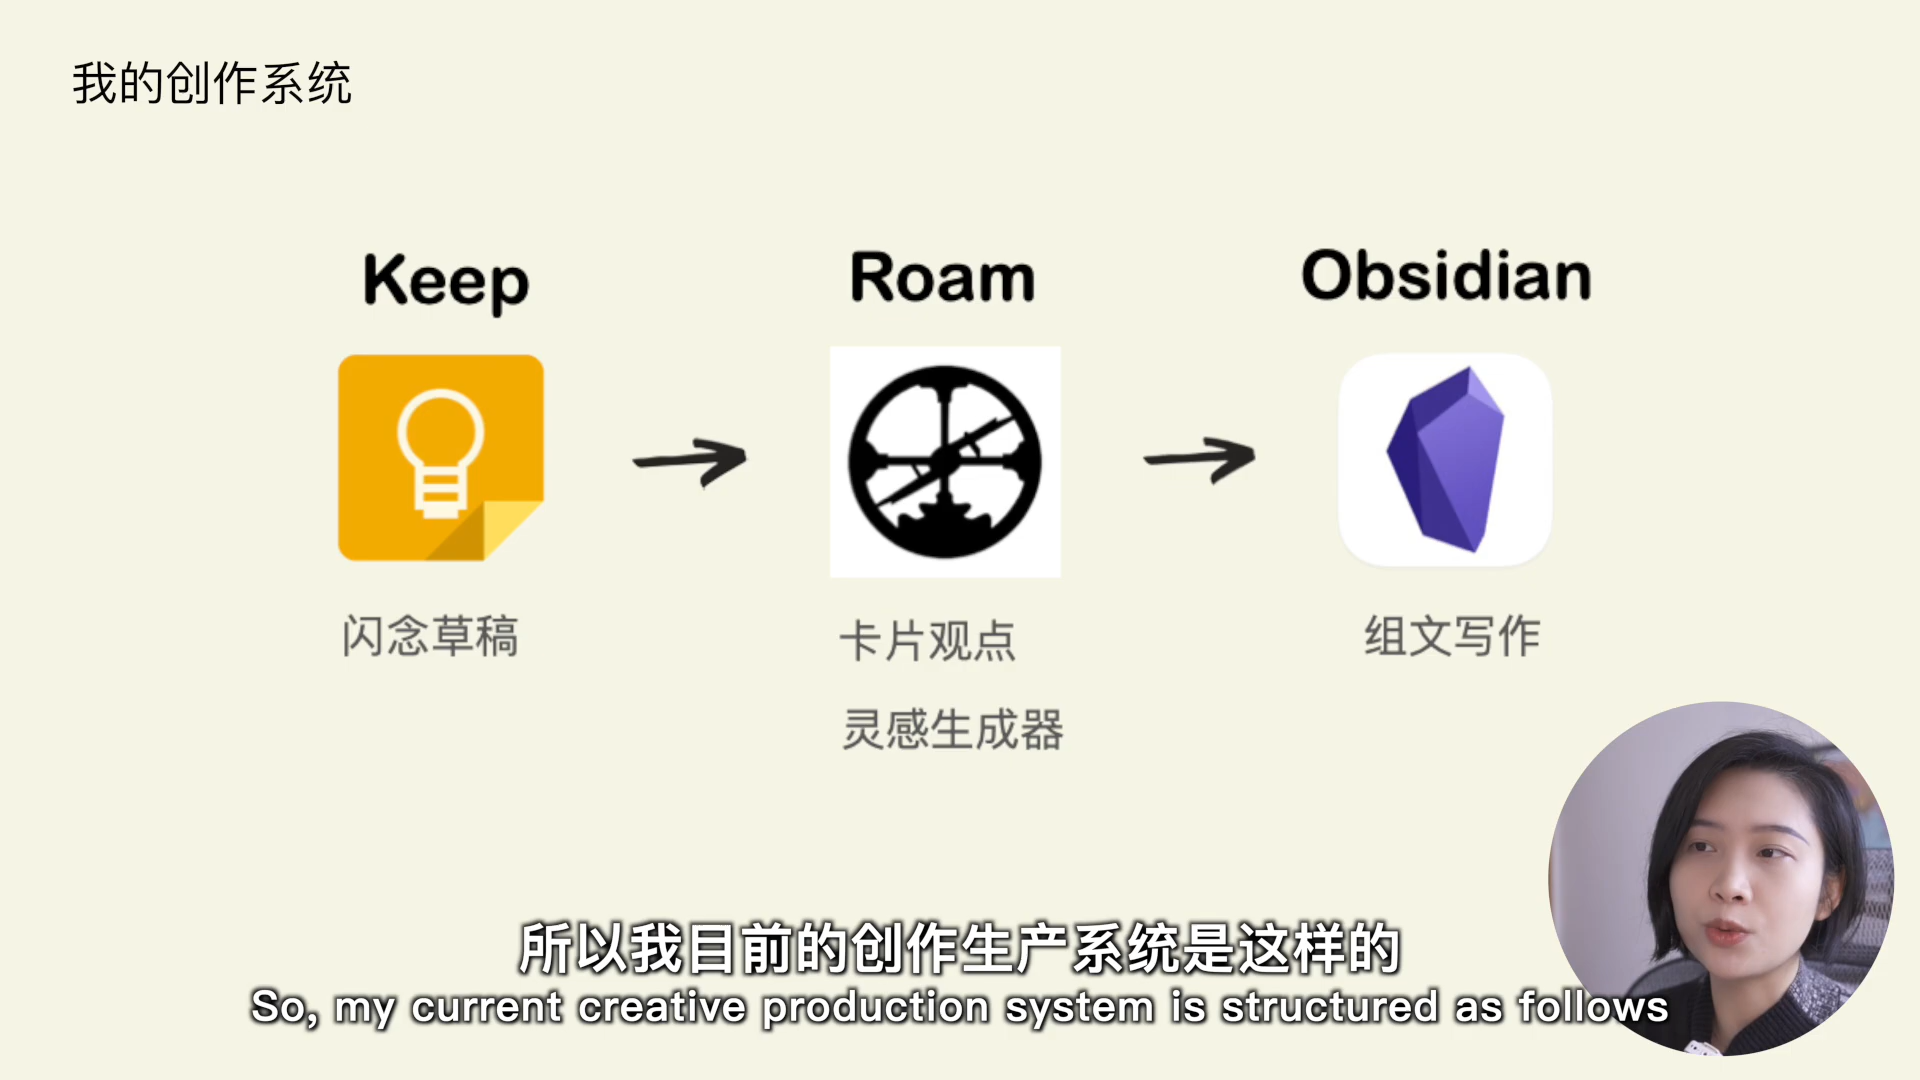 我的创作系统
Keep
Roam
Obsidian
闪念草稿
卡片观点
灵感生成器
组文写作
所以我目前的创作生产系统是这样的
So, my current creative production system is structured as follows